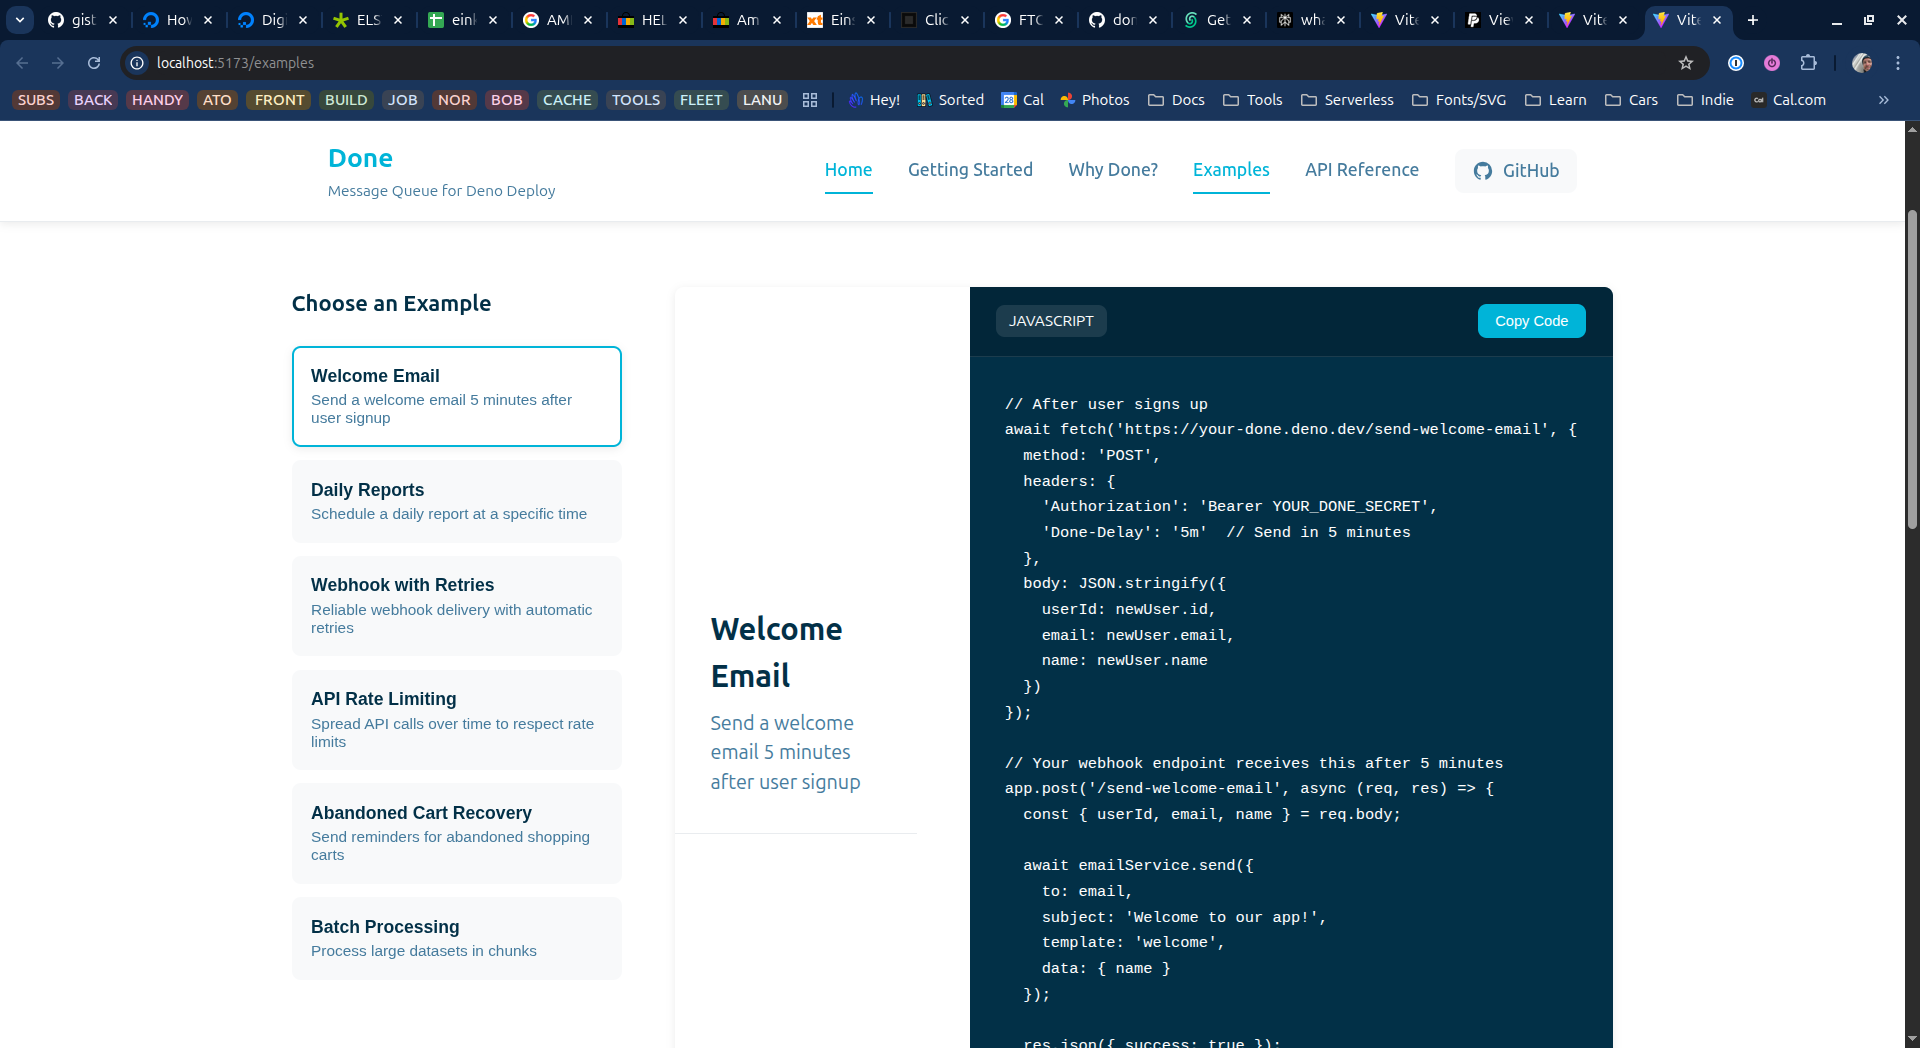 gist
How
Digi
ELS
eink
AMI
HEL
Am
Eins
Clic
FTC
don
Get
wha
Vite
Vie
Vite
Vite
localhost:5173/examples
SUBS
BACK
HANDY
ATO
FRONT
BUILD
JOB
NOR
BOB
CACHE
TOOLS
FLEET
LANU
Hey!
Sorted
Cal
Photos
Docs
Tools
Serverless
Fonts/SVG
Learn
Cars
Indie
Cal.com
Done
Message Queue for Deno Deploy
Home
Getting Started
Why Done?
Examples
API Reference
GitHub
Choose an Example
Welcome Email
Send a welcome email 5 minutes after
user signup
Daily Reports
Schedule a daily report at a specific time
Webhook with Retries
Reliable webhook delivery with automatic
retries
API Rate Limiting
Spread API calls over time to respect rate
limits
Abandoned Cart Recovery
Send reminders for abandoned shopping
carts
Batch Processing
Process large datasets in chunks
Welcome
Email
Send a welcome
email 5 minutes
after user signup
JAVASCRIPT
Copy Code
// After user signs up
await fetch('https://your-done.deno.dev/send-welcome-email', {
  method: 'POST',
  headers: {
    'Authorization': 'Bearer YOUR_DONE_SECRET',
    'Done-Delay': '5m'  // Send in 5 minutes
  },
  body: JSON.stringify({
    userId: newUser.id,
    email: newUser.email,
    name: newUser.name
  })
});
// Your webhook endpoint receives this after 5 minutes
app.post('/send-welcome-email', async (req, res) => {
  const { userId, email, name } = req.body;
  await emailService.send({
    to: email,
    subject: 'Welcome to our app!',
    template: 'welcome',
    data: { name }
  });
  res.json({ success: true });